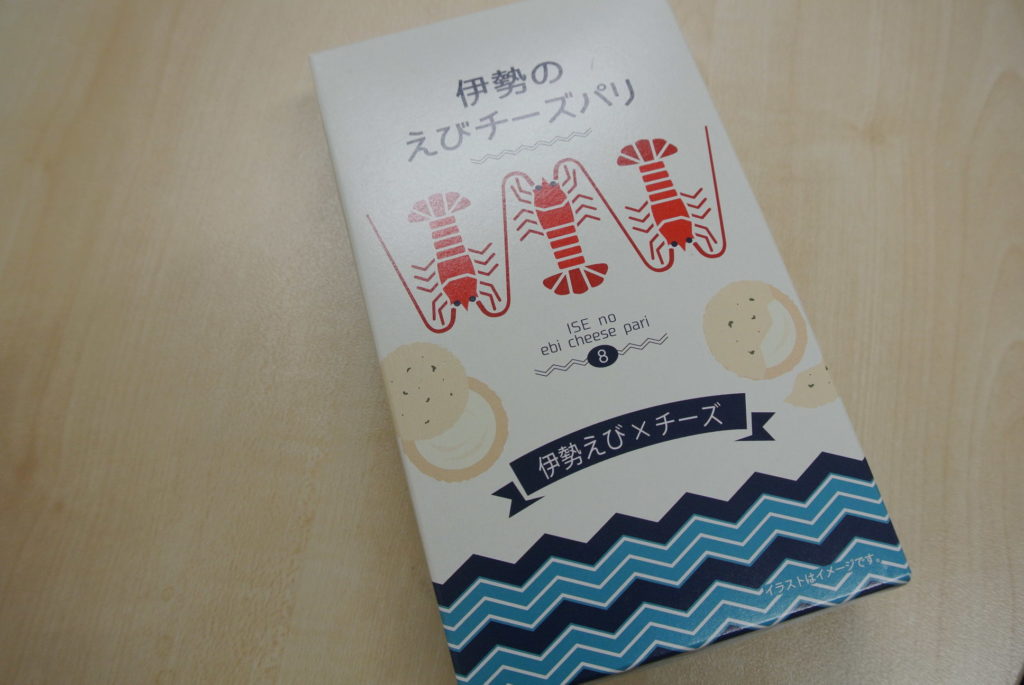 伊勢の
えびチーズパリ
ISE no
ebi cheese pari
8
伊勢えび×チーズ
イラストはイメージです。